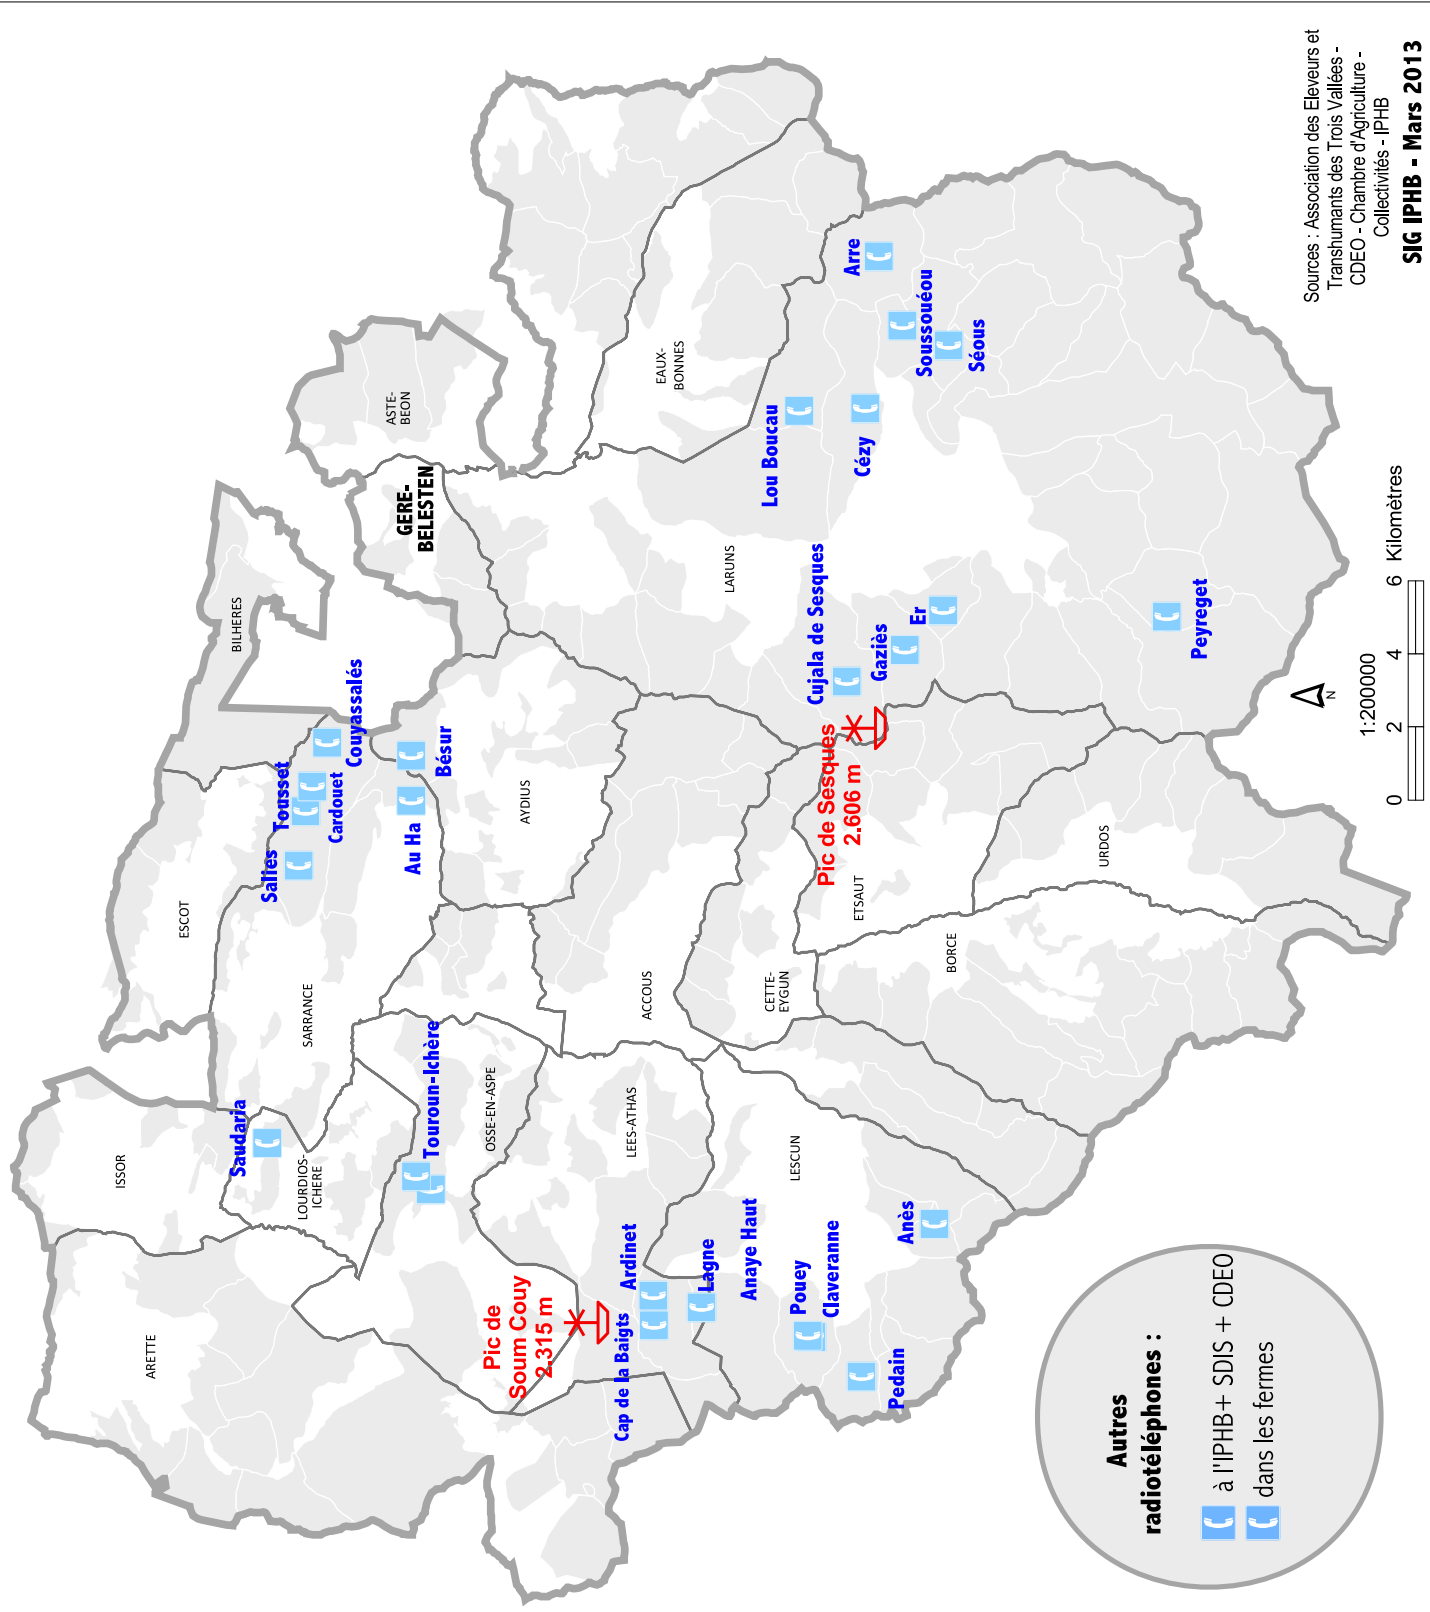 ISSOR
ARETTE
Saudaria
LOURDIOS-
ICHERE
ESCOT
SARRANCE
BILHERES
Salies
Tousset
Cardouet
Couyassalés
Au Ha
Bésur
ASTE-
BEON
GERE-
BELESTEN
Touroun-Ichère
OSSE-EN-ASPE
AYDIUS
EAUX-
BONNES
Pic de
Soum Couy
2.315 m
LEES-ATHAS
ACCOUS
LARUNS
Ardinet
Cap de la Baigts
Lagne
Anaye Haut
LESCUN
CETTE-
EYGUN
Pouey
Claveranne
Pedain
Anès
Pic de Sesques
2.606 m
ETSAUT
BORCE
URDOS
Cujala de Sesques
Gaziès
Er
Lou Boucau
Cézy
Arre
Soussouéou
Séous
Peyreget
Autres
radiotéléphones :
à l'IPHB+ SDIS + CDEO
dans les fermes
N
1:200000
0 2 4 6 Kilomètres
Sources : Association des Eleveurs et
Transhumants des Trois Vallées -
CDEO - Chambre d'Agriculture -
Collectivités - IPHB
SIG IPHB - Mars 2013